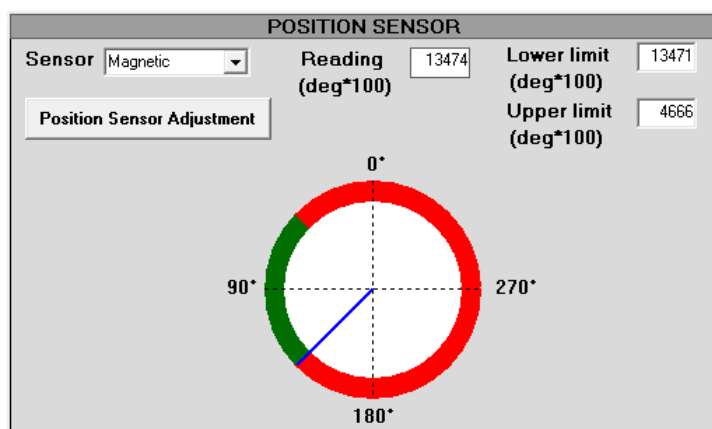 POSITION SENSOR
Sensor Magnetic Reading 13474 Lower limit 13471
(deg*100) (deg*100)
Position Sensor Adjustment Upper limit 4666
(deg*100)
0°
90° 270°
180°